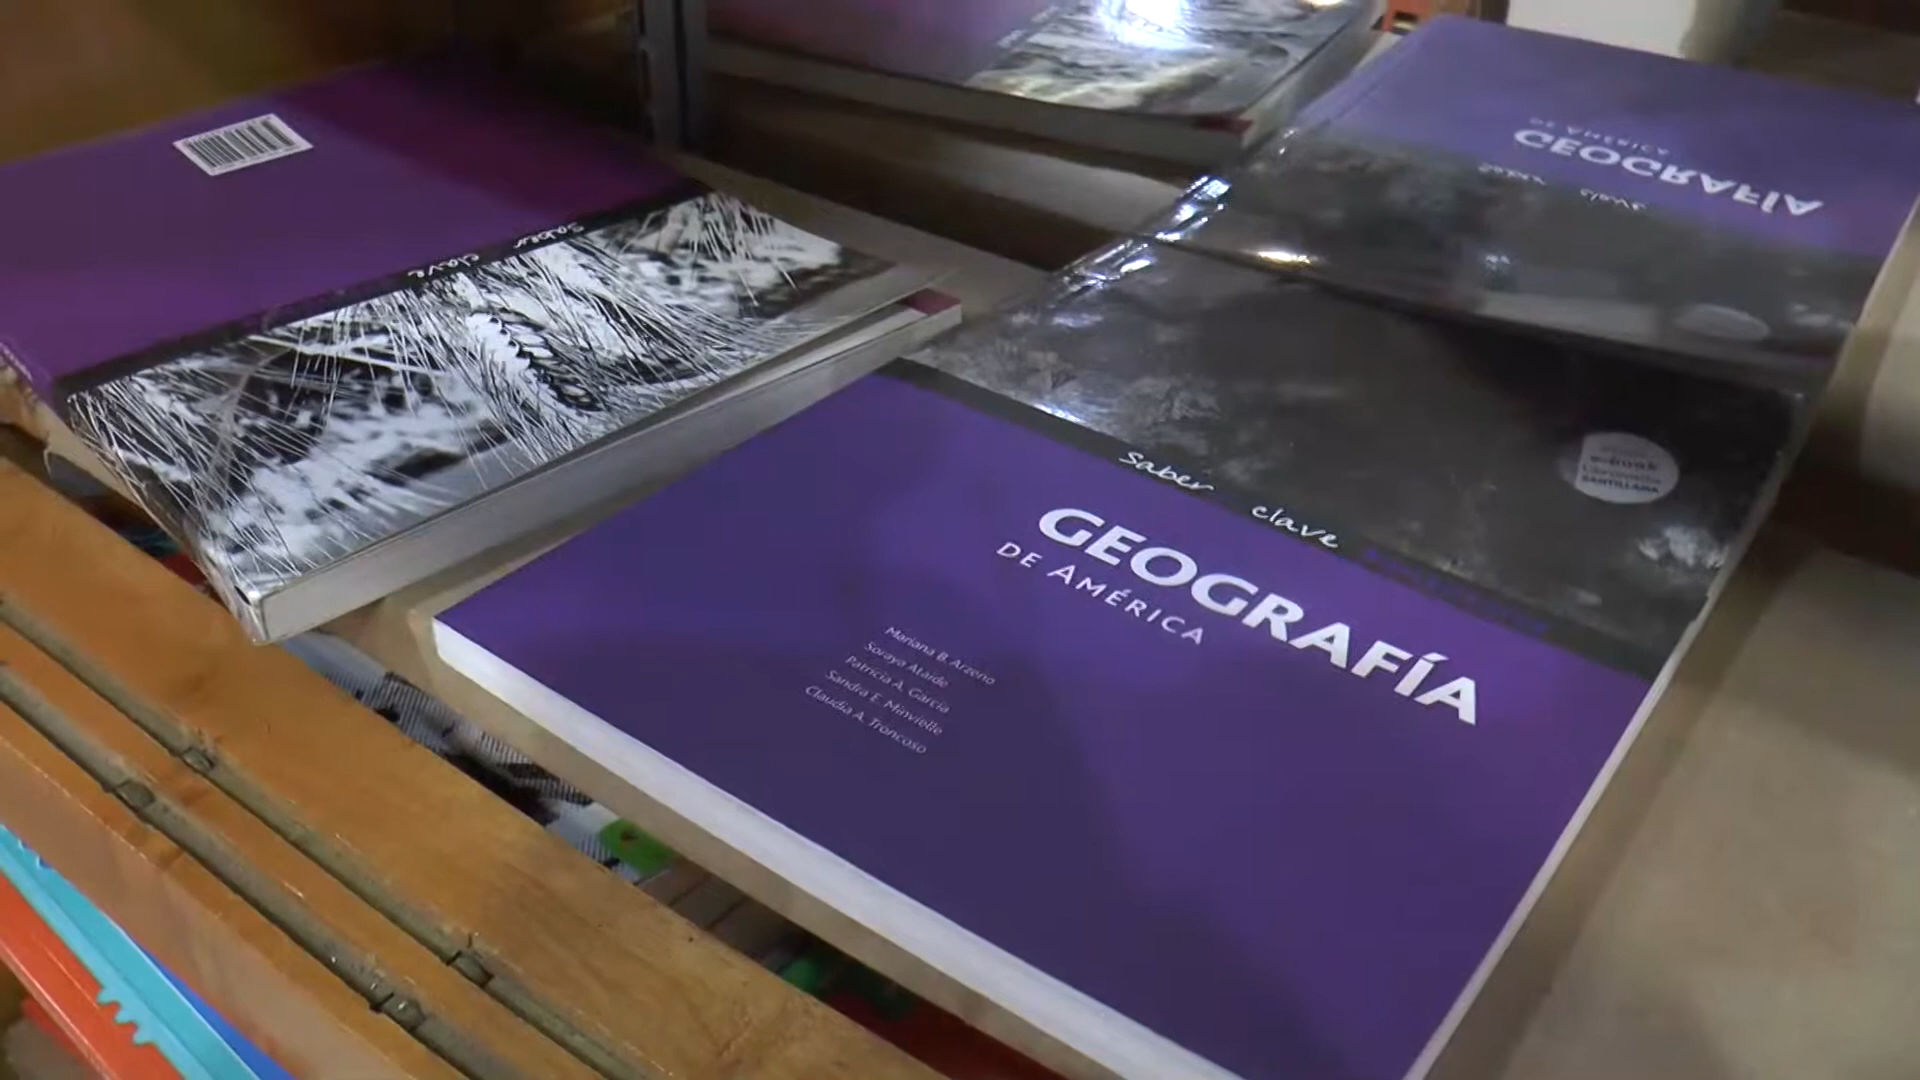 saber clave
GEOGRAFÍA
DE AMÉRICA
Mariana B. Arzeno
Soraya Ataide
Patricia A. García
Sandra E. Minvielle
Claudia A. Troncoso
SANTILLANA
saber clave
GEOGRAFÍA
DE AMÉRICA
saber clave